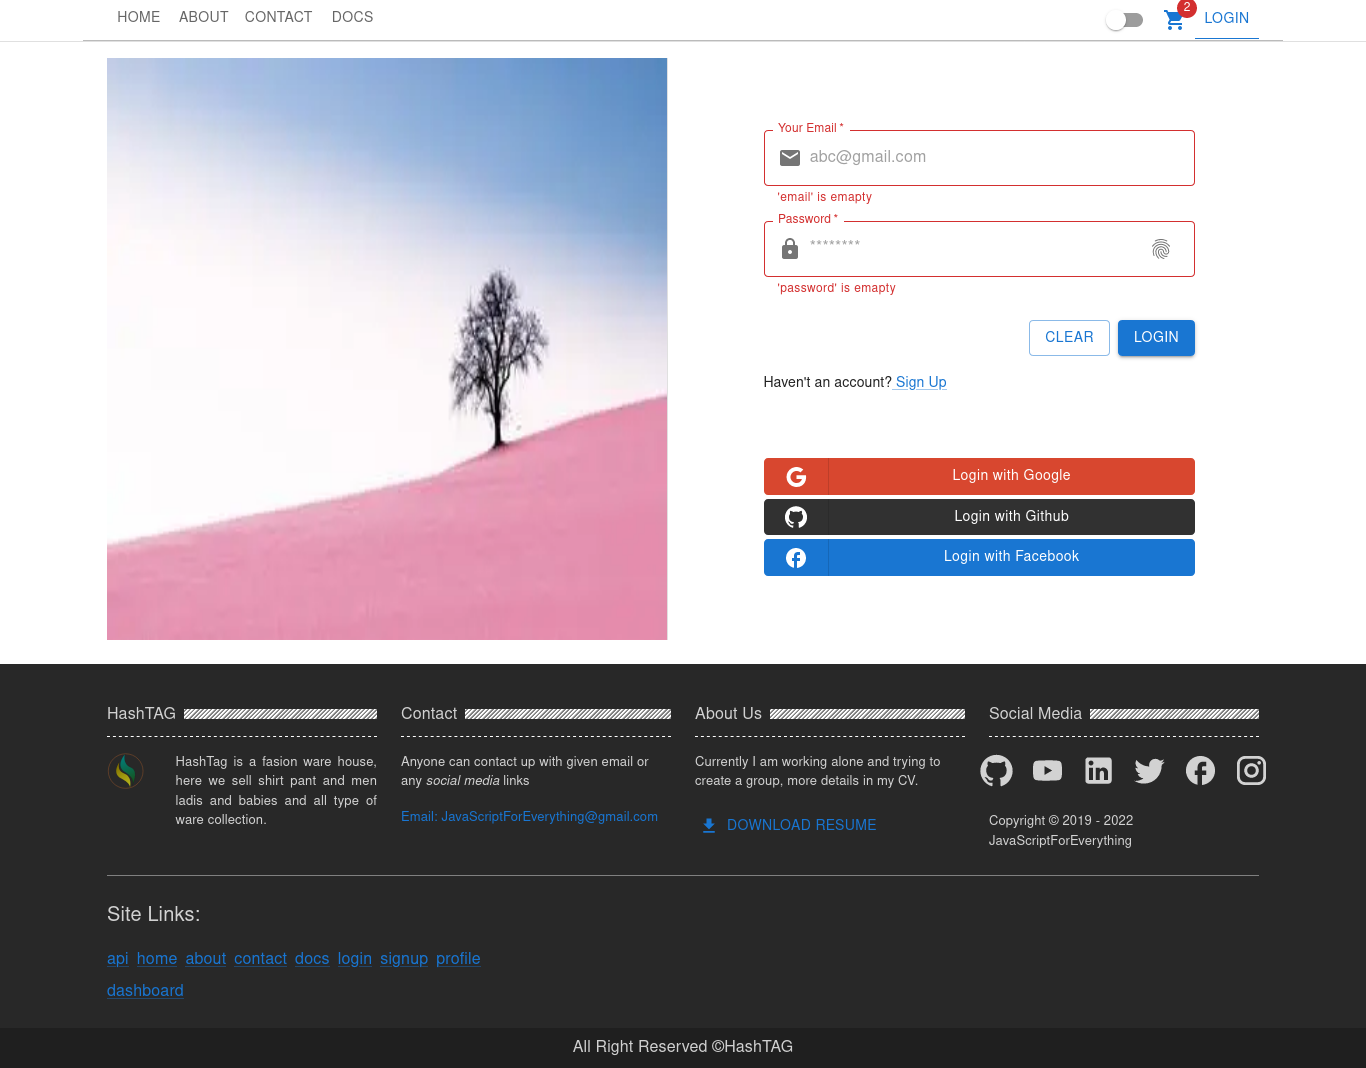 HOME ABOUT CONTACT DOCS 2 LOGIN
Your Email *
abc@gmail.com
'email' is emapty
Password *
********
'password' is emapty
CLEAR LOGIN
Haven't an account? Sign Up
Login with Google
Login with Github
Login with Facebook
HashTAG
HashTag is a fasion ware house,
here we sell shirt pant and men
ladis and babies and all type of
ware collection.
Contact
Anyone can contact up with given email or
any social media links
Email: JavaScriptForEverything@gmail.com
About Us
Currently I am working alone and trying to
create a group, more details in my CV.
DOWNLOAD RESUME
Social Media
Copyright © 2019 - 2022
JavaScriptForEverything
Site Links:
api home about contact docs login signup profile
dashboard
All Right Reserved ©HashTAG